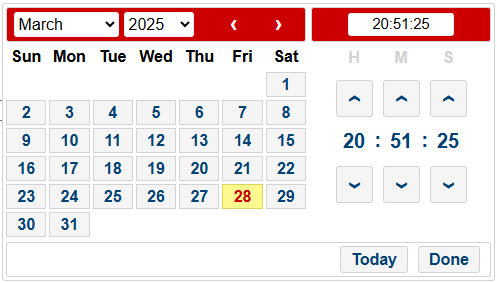 March 2025 ‹ › 20:51:25
Sun Mon Tue Wed Thu Fri Sat H M S
1
2 3 4 5 6 7 8
9 10 11 12 13 14 15
20 : 51 : 25
16 17 18 19 20 21 22
23 24 25 26 27 28 29
30 31
Today Done